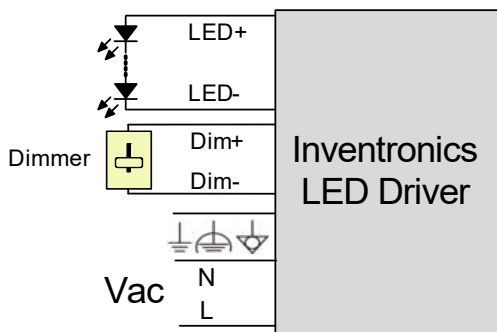 LED+
LED-
Dimmer
Dim+
Dim-
Inventronics
LED Driver
Vac
N
L